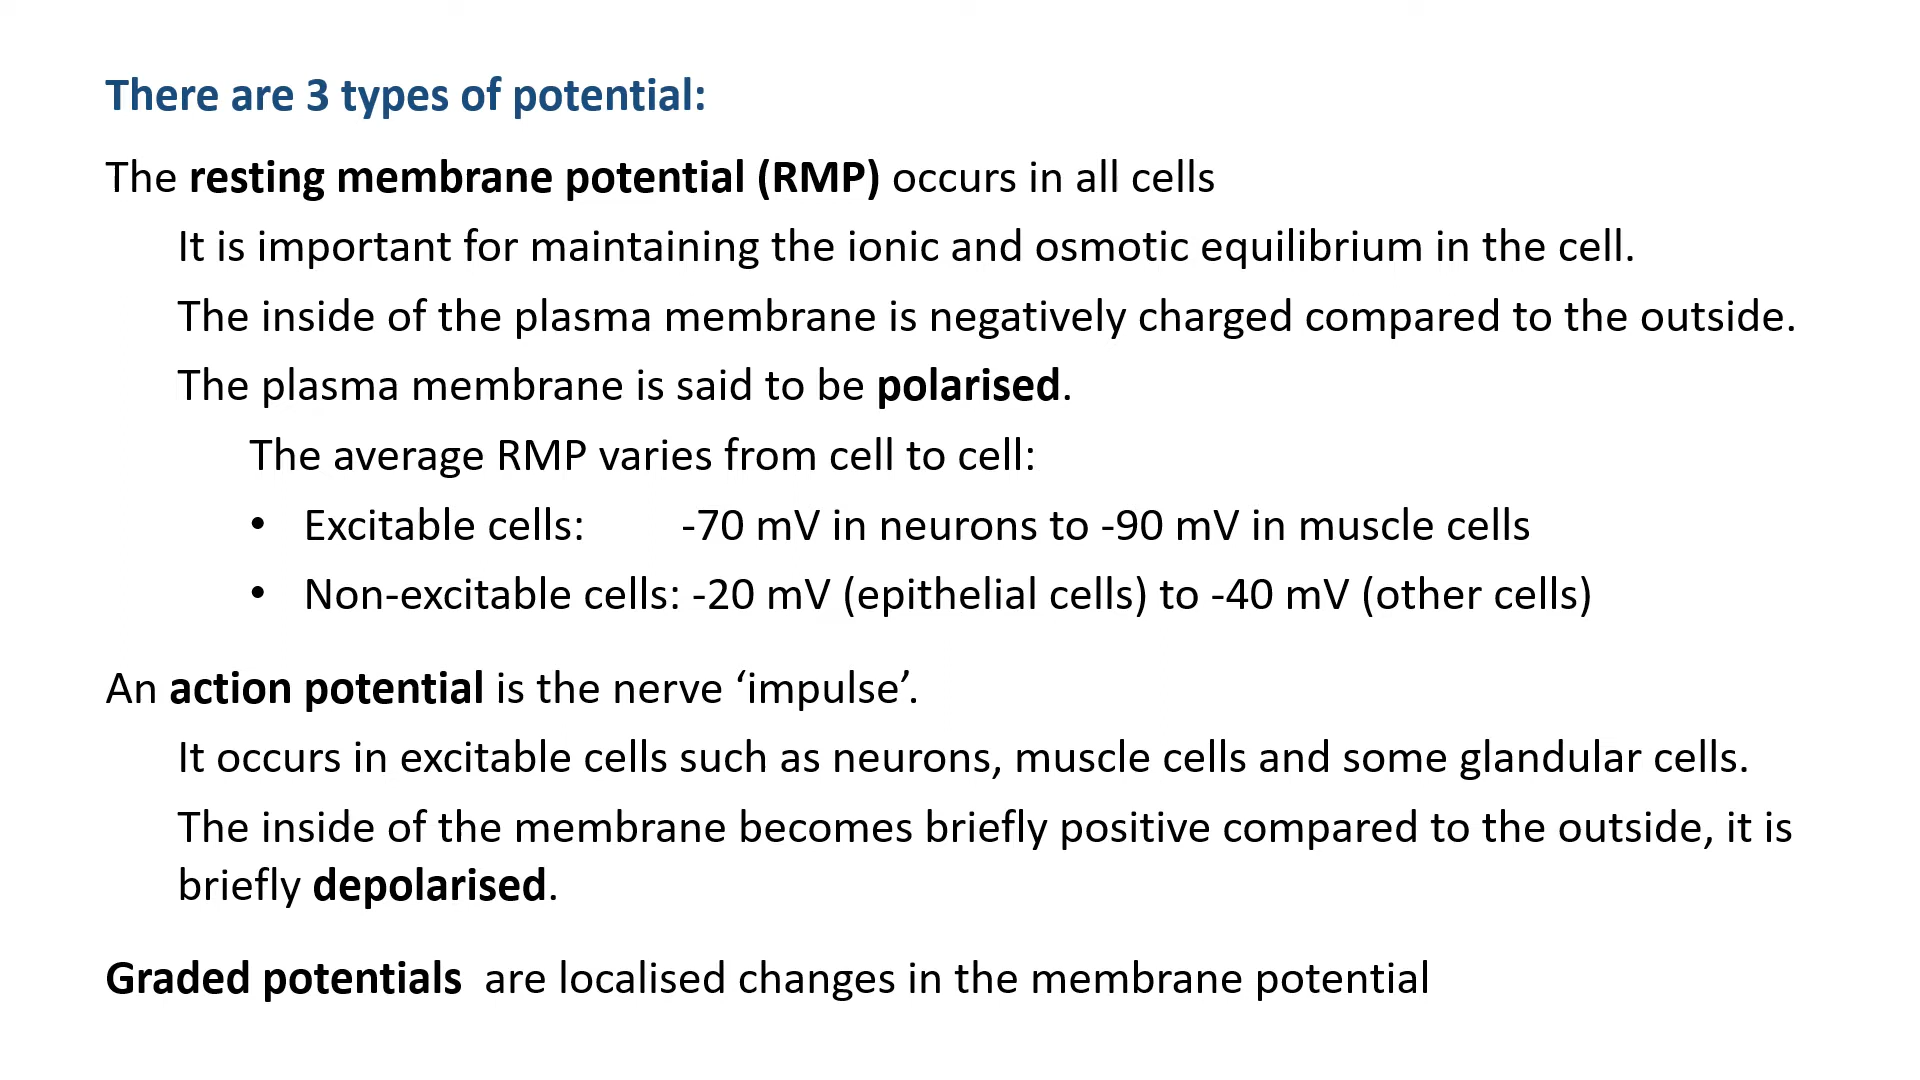 There are 3 types of potential:
The resting membrane potential (RMP) occurs in all cells
It is important for maintaining the ionic and osmotic equilibrium in the cell.
The inside of the plasma membrane is negatively charged compared to the outside.
The plasma membrane is said to be polarised.
The average RMP varies from cell to cell:
• Excitable cells: -70 mV in neurons to -90 mV in muscle cells
• Non-excitable cells: -20 mV (epithelial cells) to -40 mV (other cells)
An action potential is the nerve ‘impulse’.
It occurs in excitable cells such as neurons, muscle cells and some glandular cells.
The inside of the membrane becomes briefly positive compared to the outside, it is
briefly depolarised.
Graded potentials are localised changes in the membrane potential